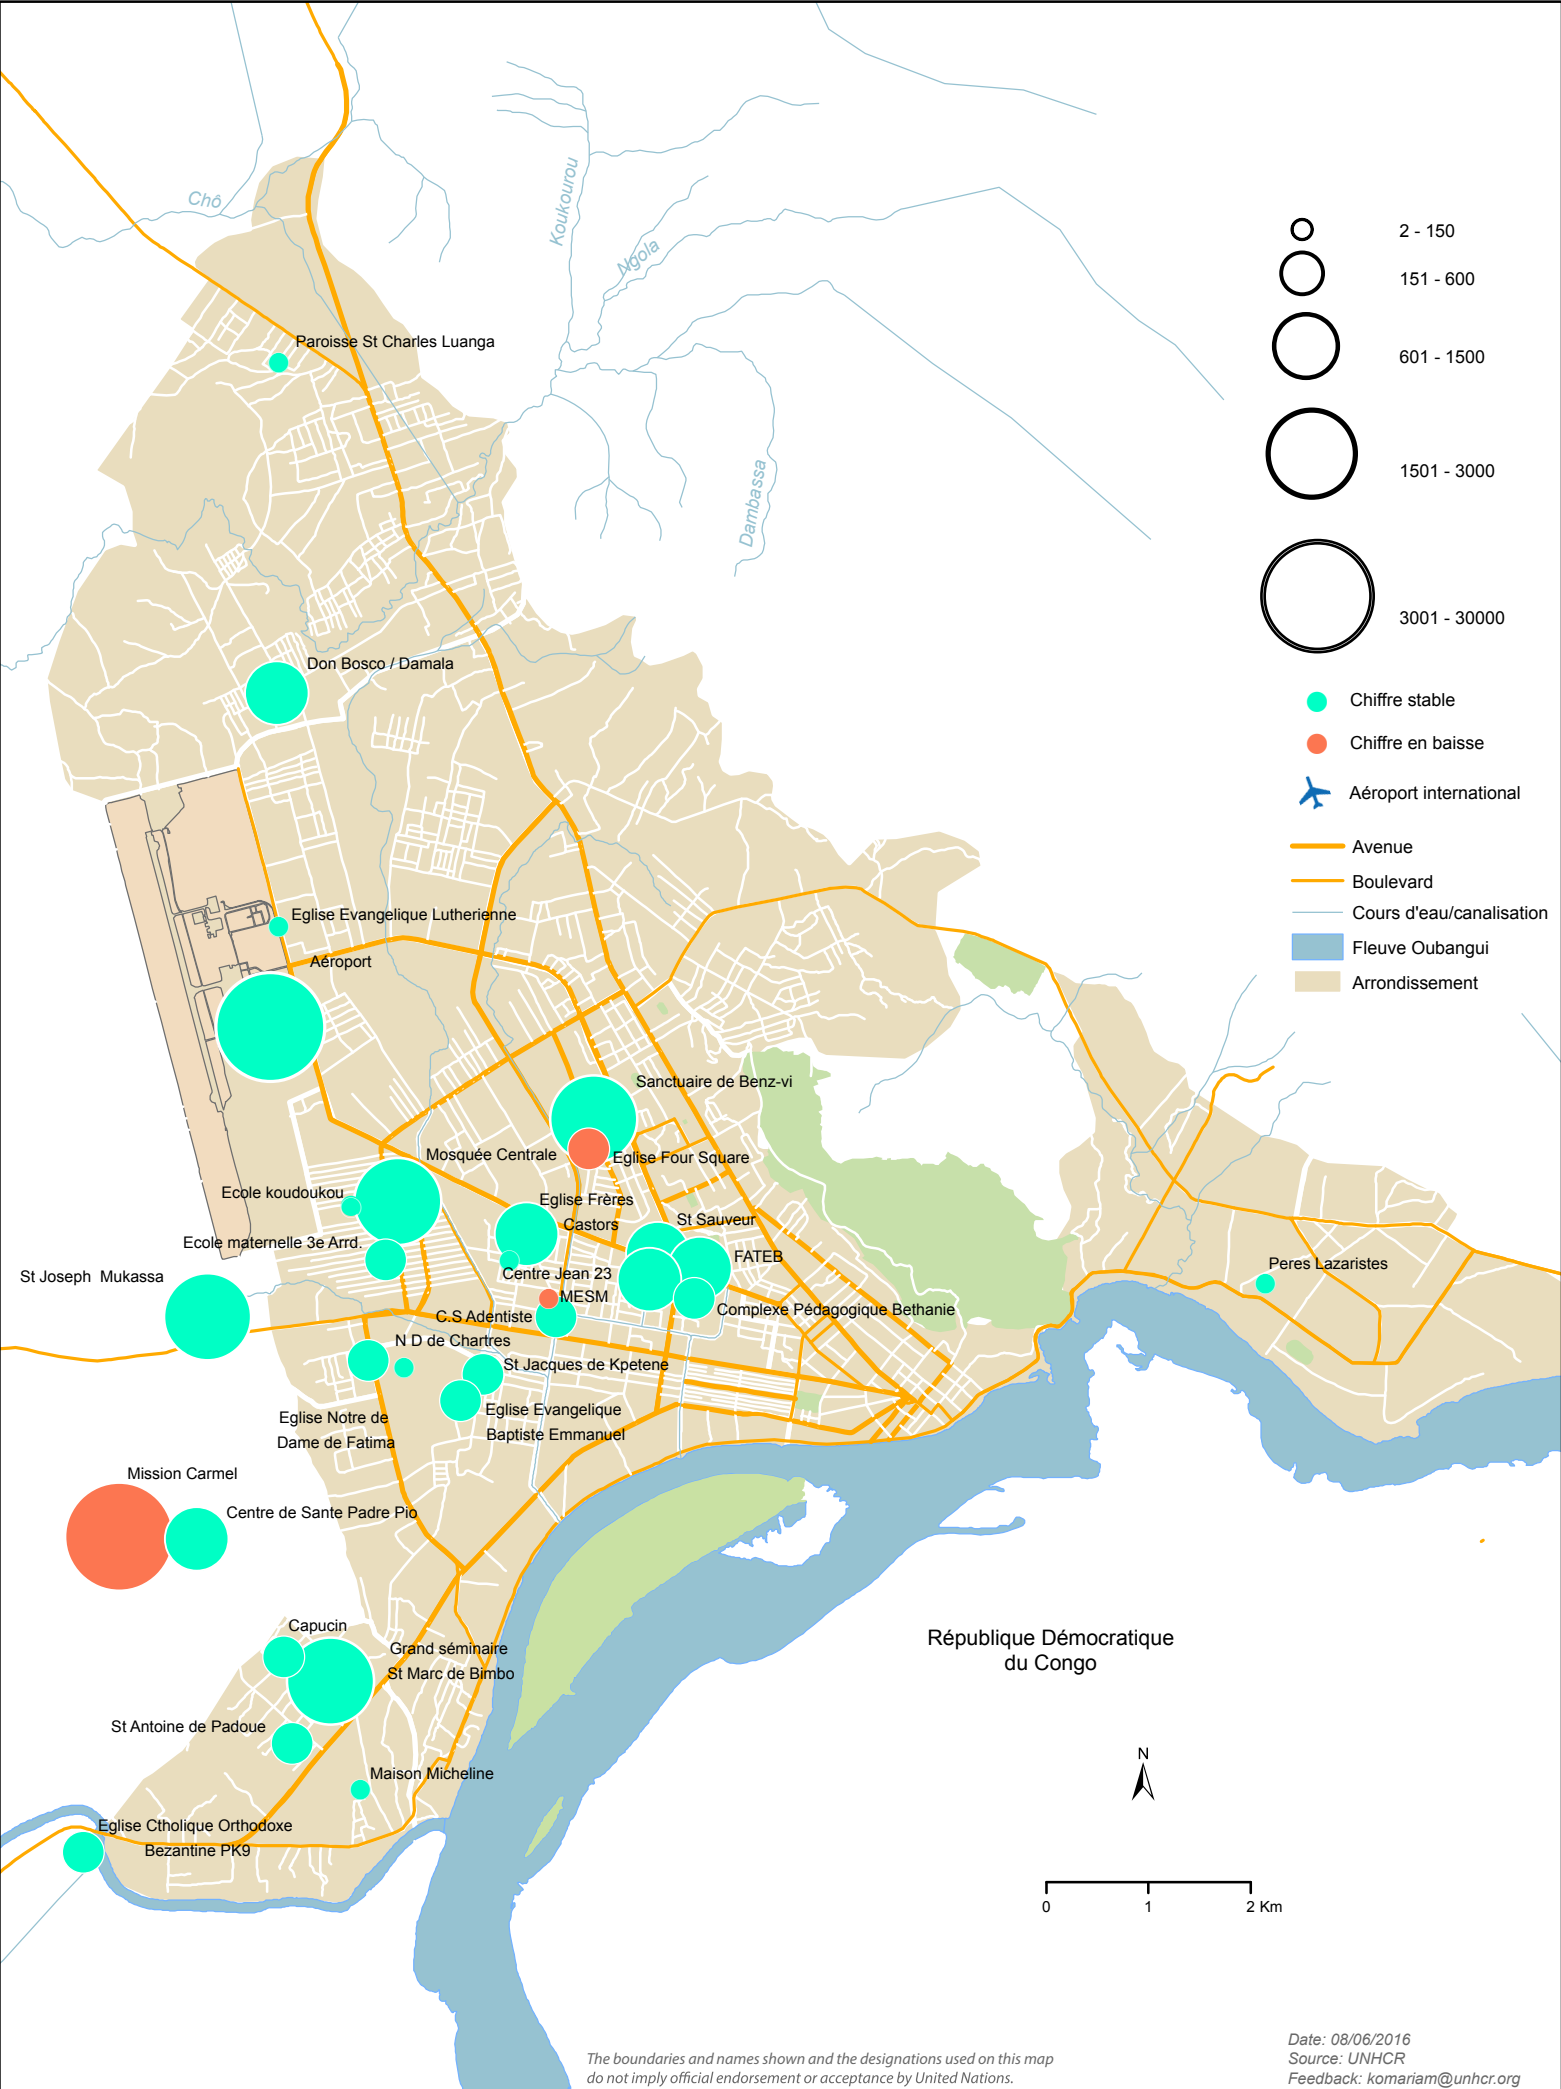 Chô
Koukourou
Ngola
Dambassa
2 - 150
151 - 600
601 - 1500
1501 - 3000
3001 - 30000
Chiffre stable
Chiffre en baisse
Aéroport international
Avenue
Boulevard
Cours d'eau/canalisation
Fleuve Oubangui
Arrondissement
Paroisse St Charles Luanga
Don Bosco / Damala
Eglise Evangelique Lutherienne
Aéroport
Sanctuaire de Benz-vi
Mosquée Centrale
Eglise Four Square
Ecole koudoukou
Eglise Frères
Castors
St Sauveur
Ecole maternelle 3e Arrd.
FATEB
St Joseph  Mukassa
Centre Jean 23
Peres Lazaristes
MESM
C.S Adentiste
Complexe Pédagogique Bethanie
N D de Chartres
St Jacques de Kpetene
Eglise Notre de
Dame de Fatima
Eglise Evangelique
Baptiste Emmanuel
Mission Carmel
Centre de Sante Padre Pio
Capucin
Grand séminaire
St Marc de Bimbo
St Antoine de Padoue
Maison Micheline
Eglise Ctholique Orthodoxe
Bezantine PK9
République Démocratique
du Congo
N
0 1 2 Km
The boundaries and names shown and the designations used on this map
do not imply official endorsement or acceptance by United Nations.
Date: 08/06/2016
Source: UNHCR
Feedback: komariam@unhcr.org